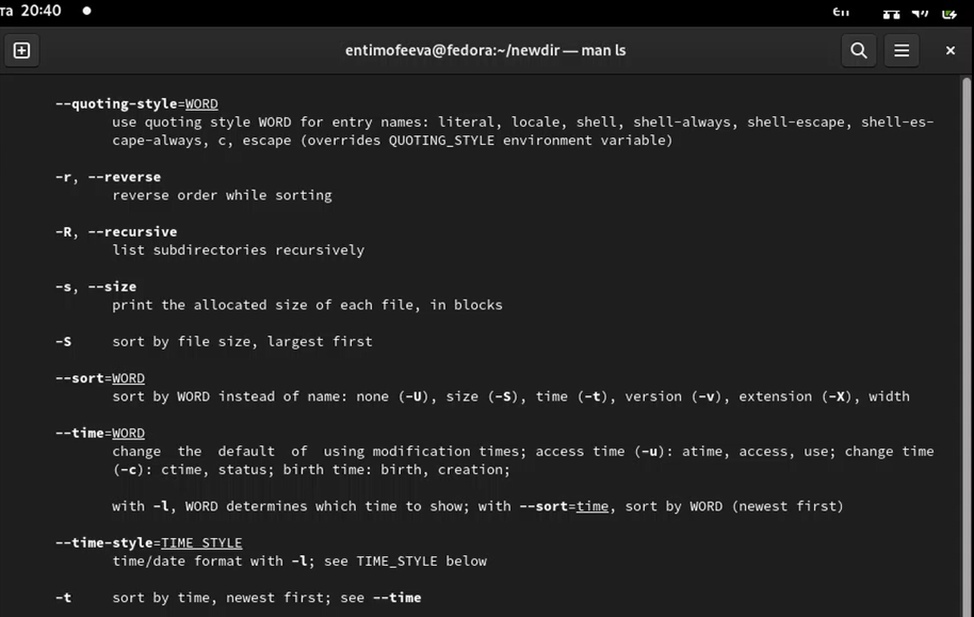 та 20:40
en
entimofeeva@fedora:~/newdir — man ls
--quoting-style=WORD
use quoting style WORD for entry names: literal, locale, shell, shell-always, shell-escape, shell-es-
cape-always, c, escape (overrides QUOTING_STYLE environment variable)
-r, --reverse
reverse order while sorting
-R, --recursive
list subdirectories recursively
-s, --size
print the allocated size of each file, in blocks
-S sort by file size, largest first
--sort=WORD
sort by WORD instead of name: none (-U), size (-S), time (-t), version (-v), extension (-X), width
--time=WORD
change the default of using modification times; access time (-u): atime, access, use; change time
(-c): ctime, status; birth time: birth, creation;
with -l, WORD determines which time to show; with --sort=time, sort by WORD (newest first)
--time-style=TIME_STYLE
time/date format with -l; see TIME_STYLE below
-t sort by time, newest first; see --time